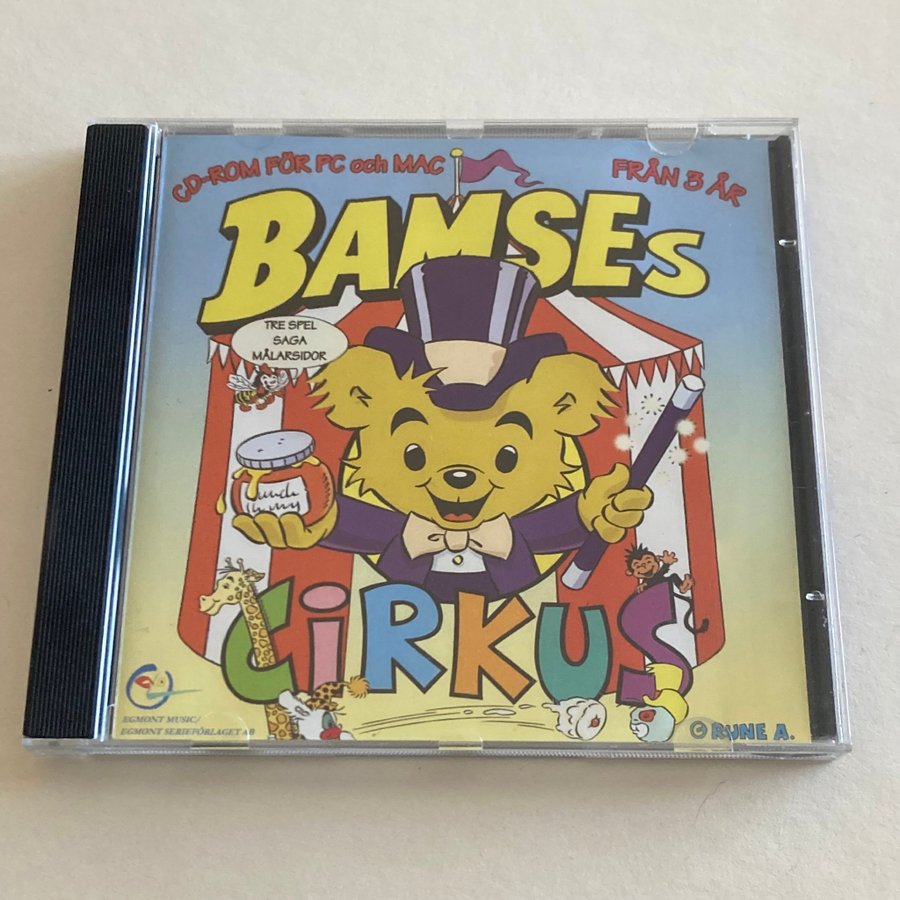 CD-ROM FÖR PC och MAC
FRÅN 3 ÅR
BAMSEs
TRE SPEL
SAGA
MÅLARSIDOR
CiRKUS
EGMONT MUSIC/
EGMONT SERIEFÖRLAGET AB
© RUNE A.